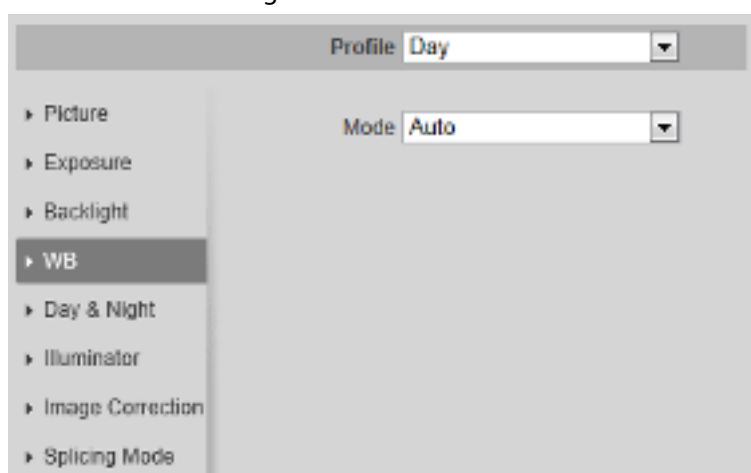 Profile Day
Mode Auto
Picture
Exposure
Backlight
WB
Day & Night
Illuminator
Image Correction
Splicing Mode